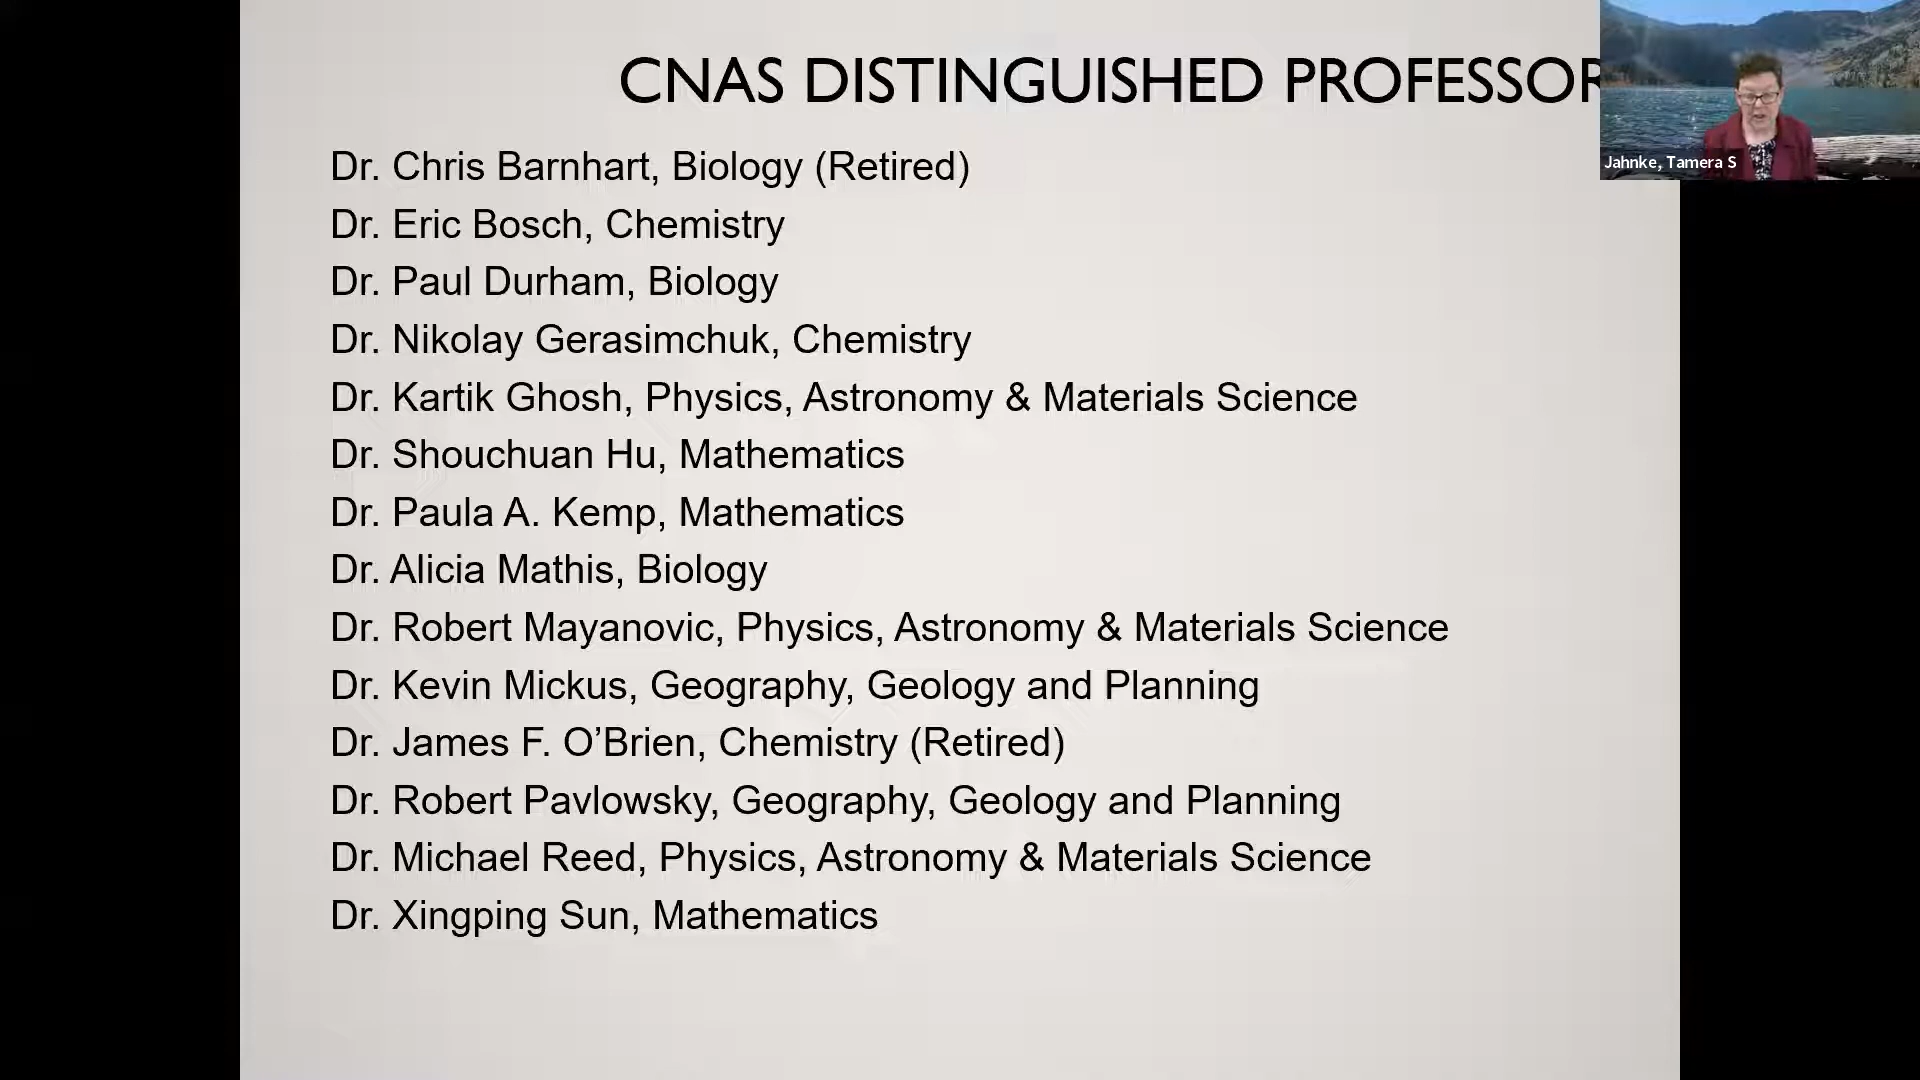 CNAS DISTINGUISHED PROFESSOR
Jahnke, Tamera S
Dr. Chris Barnhart, Biology (Retired)
Dr. Eric Bosch, Chemistry
Dr. Paul Durham, Biology
Dr. Nikolay Gerasimchuk, Chemistry
Dr. Kartik Ghosh, Physics, Astronomy & Materials Science
Dr. Shouchuan Hu, Mathematics
Dr. Paula A. Kemp, Mathematics
Dr. Alicia Mathis, Biology
Dr. Robert Mayanovic, Physics, Astronomy & Materials Science
Dr. Kevin Mickus, Geography, Geology and Planning
Dr. James F. O’Brien, Chemistry (Retired)
Dr. Robert Pavlowsky, Geography, Geology and Planning
Dr. Michael Reed, Physics, Astronomy & Materials Science
Dr. Xingping Sun, Mathematics